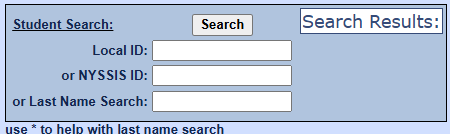 Student Search: Search Search Results:
Local ID:
or NYSSIS ID:
or Last Name Search:
use * to help with last name search